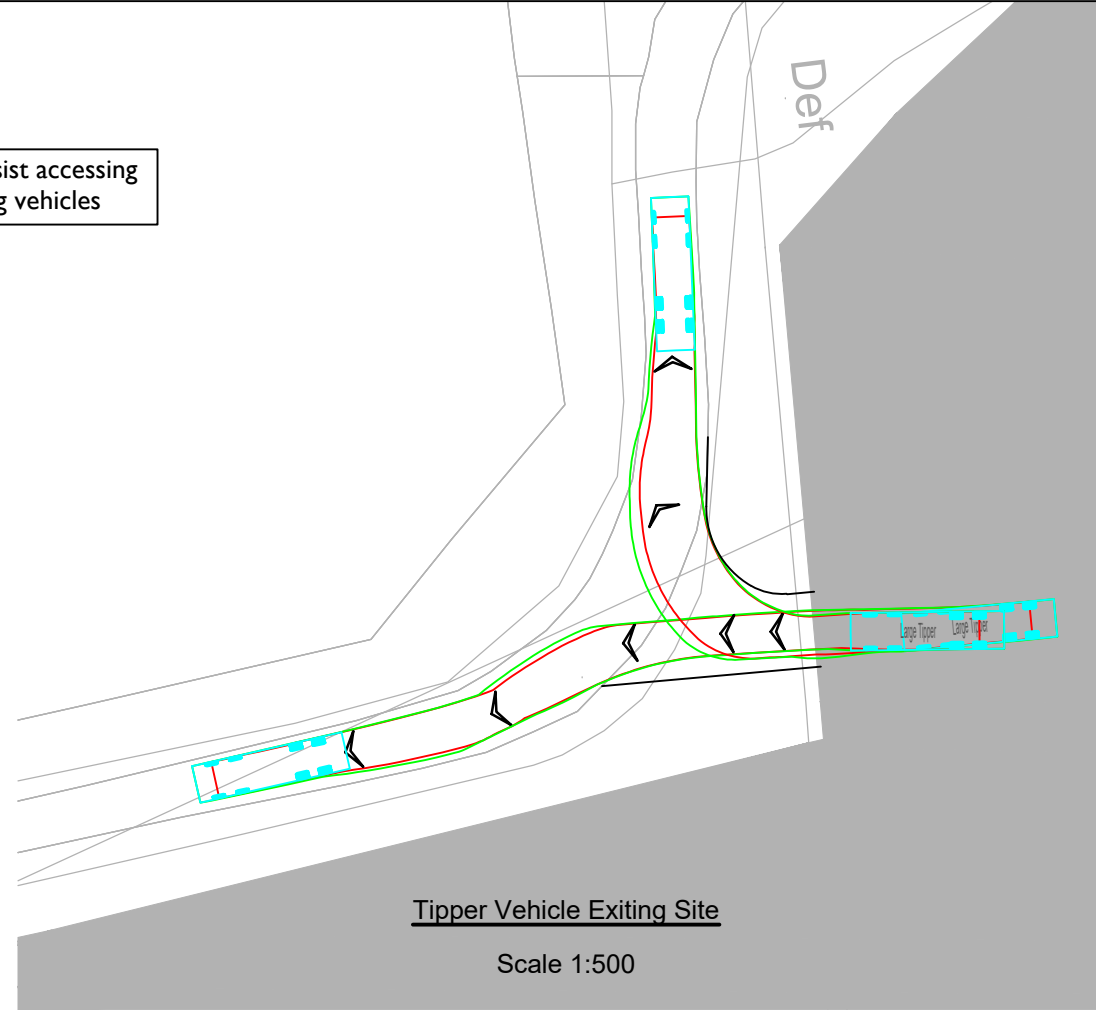 Def
sist accessing
g vehicles
Large Tipper Large Tipper
Tipper Vehicle Exiting Site
Scale 1:500